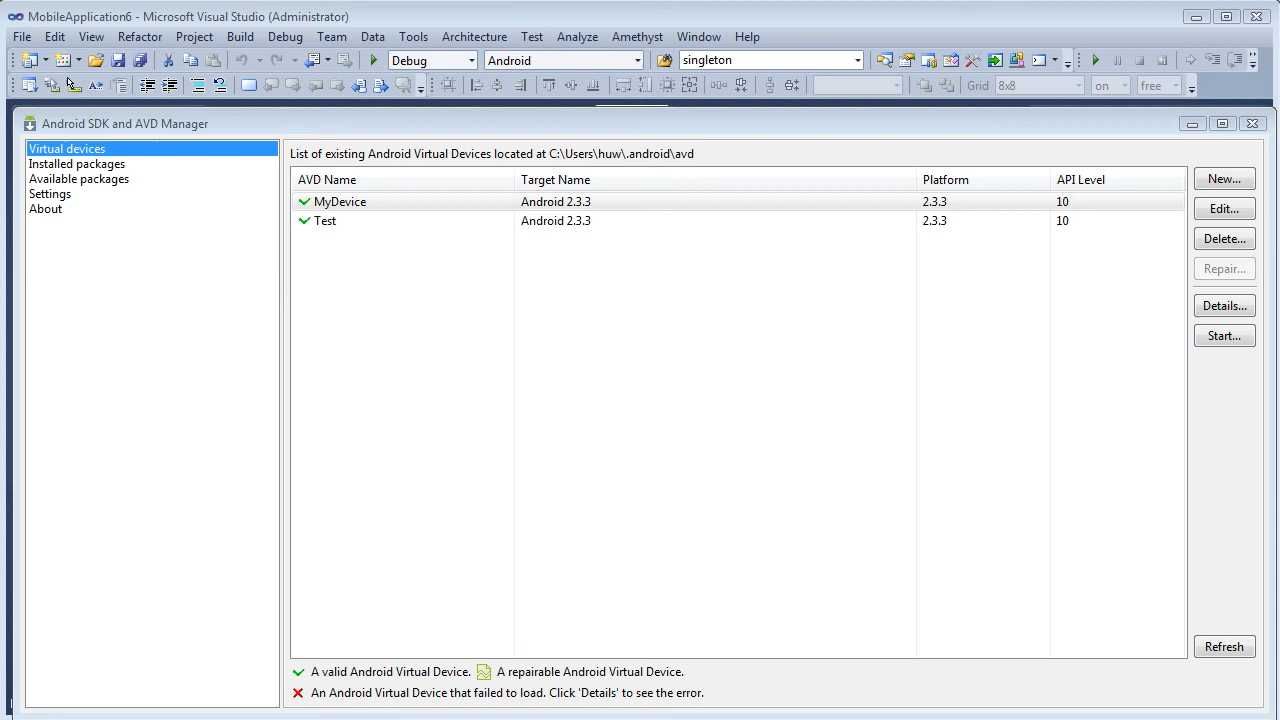 MobileApplication6 - Microsoft Visual Studio (Administrator)
File Edit View Refactor Project Build Debug Team Data Tools Architecture Test Analyze Amethyst Window Help
Debug Android singleton
Grid 8x8 on free
Android SDK and AVD Manager
Virtual devices
Installed packages
Available packages
Settings
About
List of existing Android Virtual Devices located at C:\Users\huw\.android\avd
AVD Name Target Name Platform API Level
MyDevice Android 2.3.3 2.3.3 10
Test Android 2.3.3 2.3.3 10
New...
Edit...
Delete...
Repair...
Details...
Start...
Refresh
A valid Android Virtual Device. A repairable Android Virtual Device.
An Android Virtual Device that failed to load. Click 'Details' to see the error.